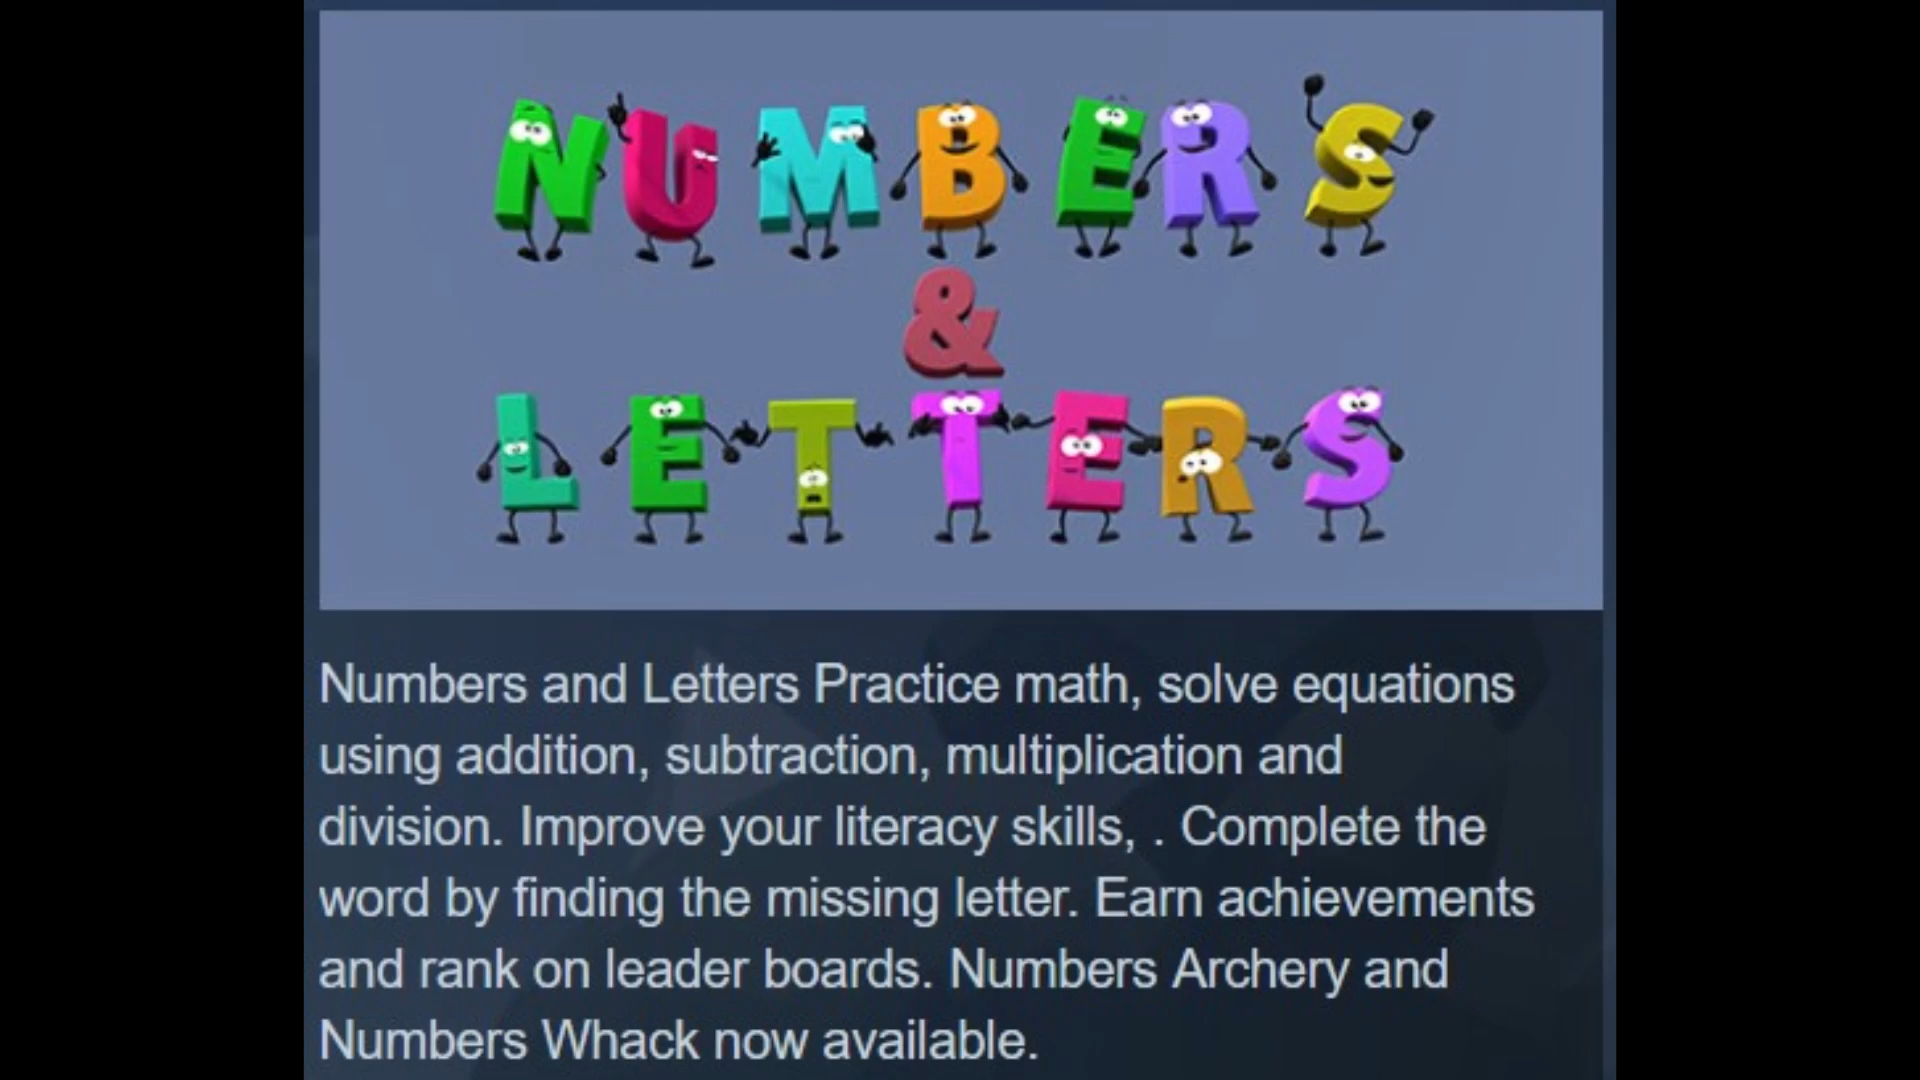 NUMBERS
&
LETTERS
Numbers and Letters Practice math, solve equations
using addition, subtraction, multiplication and
division. Improve your literacy skills, . Complete the
word by finding the missing letter. Earn achievements
and rank on leader boards. Numbers Archery and
Numbers Whack now available.